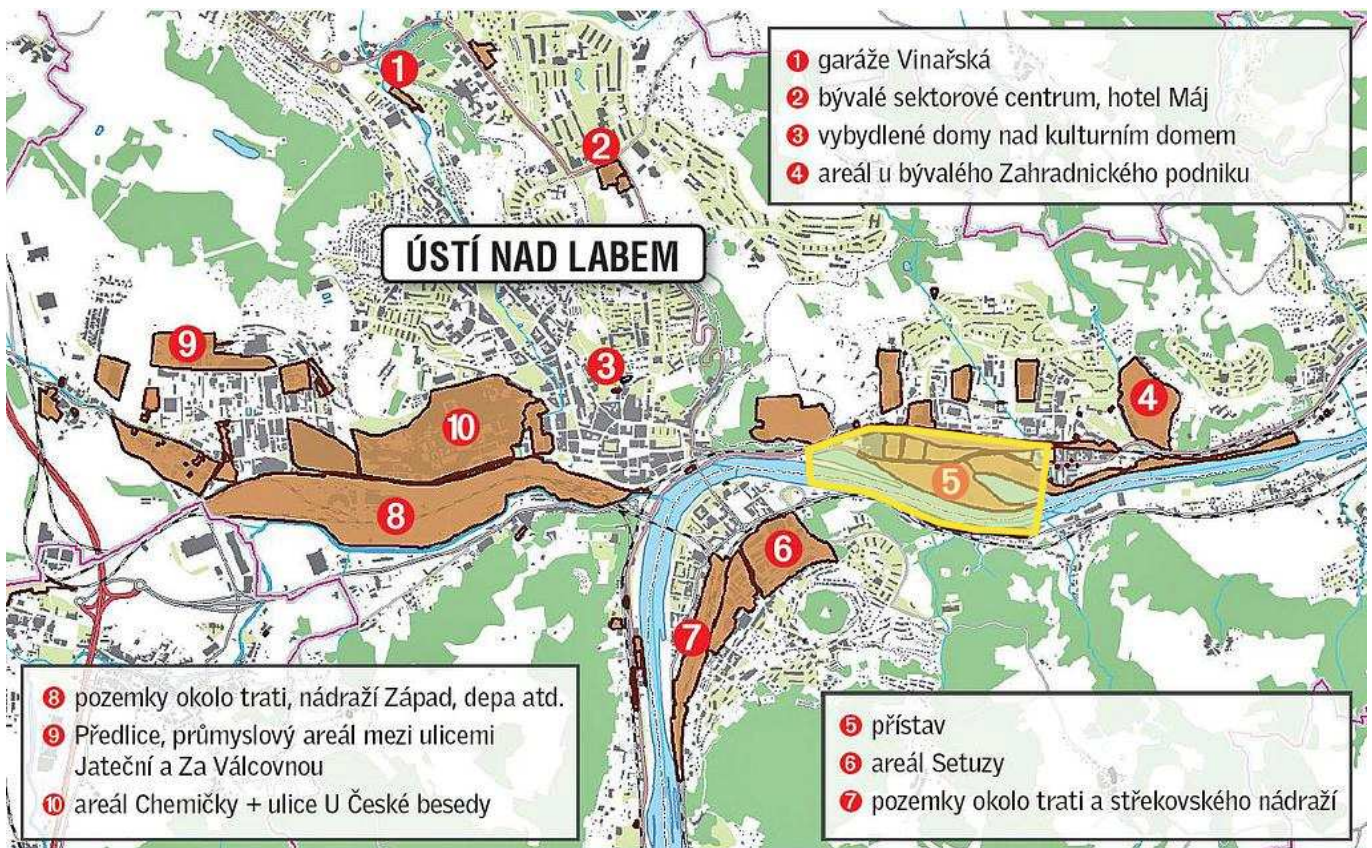 1 garáže Vinařská
2 bývalé sektorové centrum, hotel Máj
3 vybydlené domy nad kulturním domem
4 areál u bývalého Zahradnického podniku
1
2
ÚSTÍ NAD LABEM
9
3
4
10
5
8
6
7
8 pozemky okolo trati, nádraží Západ, depa atd.
9 Předlice, průmyslový areál mezi ulicemi
Jateční a Za Válcovnou
10 areál Chemičky + ulice U České besedy
5 přístav
6 areál Setuzy
7 pozemky okolo trati a střekovského nádraží